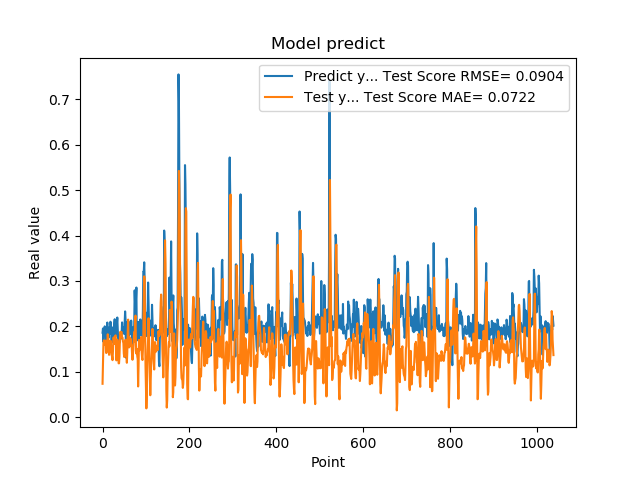 Model predict
Predict y... Test Score RMSE= 0.0904
Test y... Test Score MAE= 0.0722
Real value
0.7
0.6
0.5
0.4
0.3
0.2
0.1
0.0
0
200
400
600
800
1000
Point